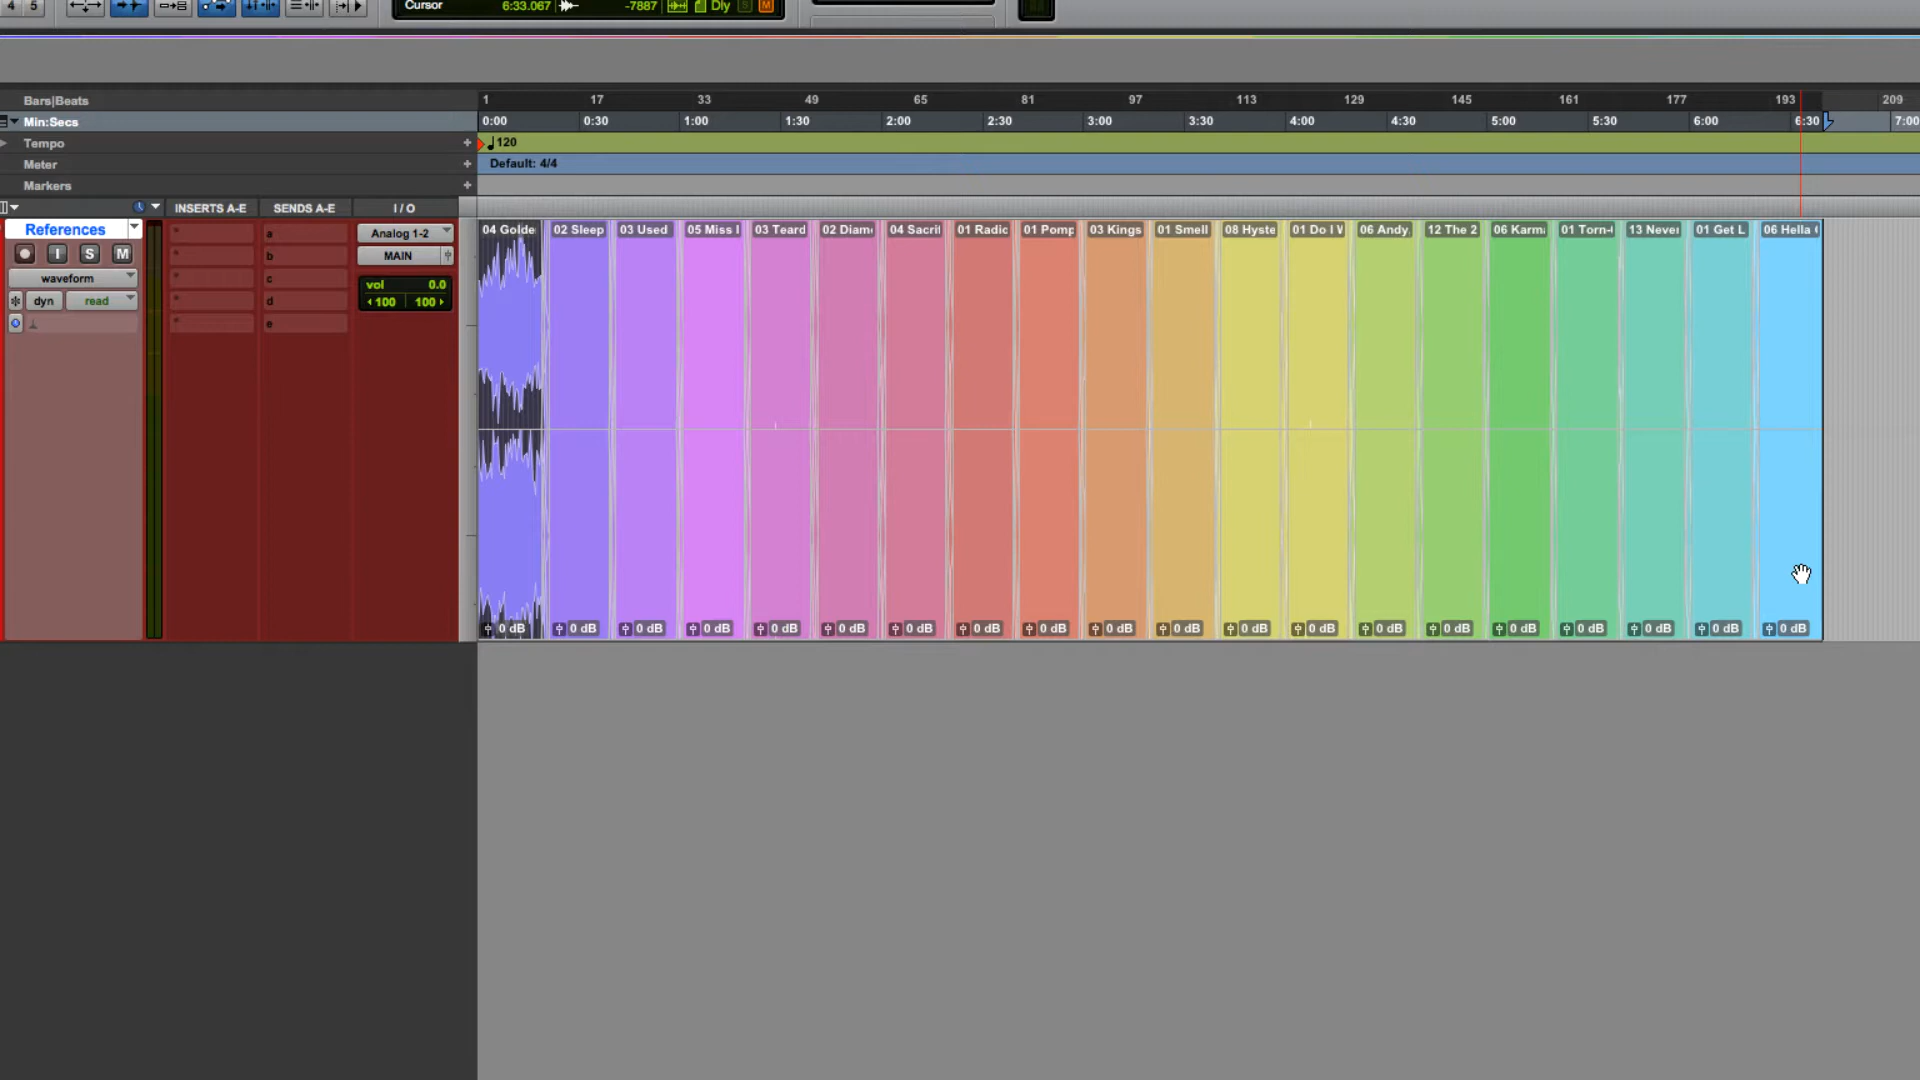 4 5 Cursor 6:33.067 -7887 Dly S M
Bars|Beats 1 17 33 49 65 81 97 113 129 145 161 177 193 209
Min:Secs 0:00 0:30 1:00 1:30 2:00 2:30 3:00 3:30 4:00 4:30 5:00 5:30 6:00 6:30 7:00
Tempo + 120
Meter + Default: 4/4
Markers +
INSERTS A-E SENDS A-E I / O
References a Analog 1-2 04 Golde 02 Sleep 03 Used 05 Miss 03 Teard 02 Diam 04 Sacri 01 Radic 01 Pomp 03 Kings 01 Smell 08 Hyste 01 Do I 06 Andy 12 The 2 06 Karm 01 Torn- 13 Never 01 Get L 06 Hella
I S M b MAIN
waveform c vol 0.0
dyn read d 100 100
e
0 dB 0 dB 0 dB 0 dB 0 dB 0 dB 0 dB 0 dB 0 dB 0 dB 0 dB 0 dB 0 dB 0 dB 0 dB 0 dB 0 dB 0 dB 0 dB 0 dB